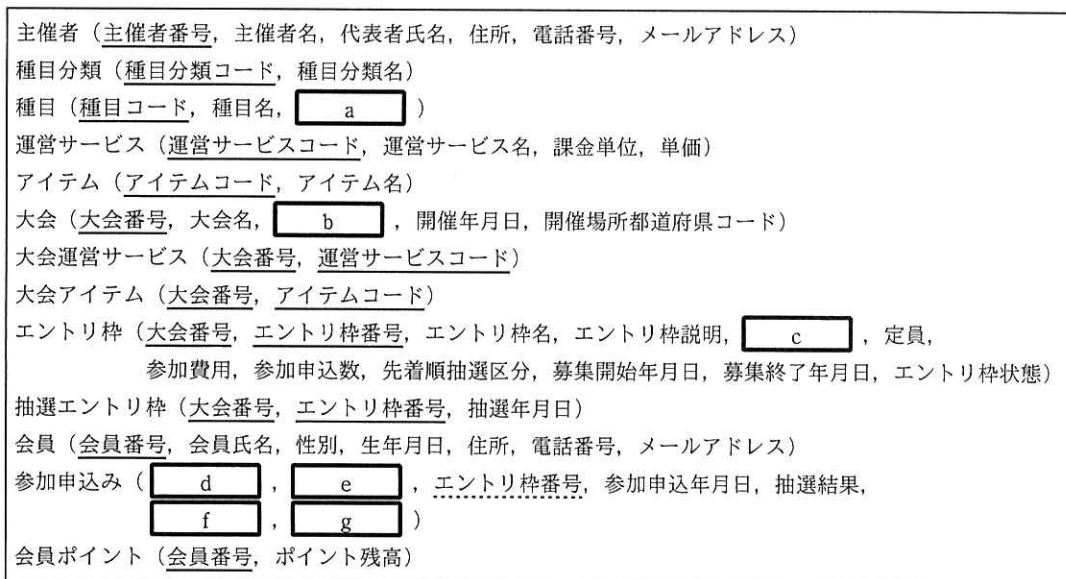 主催者（主催者番号，主催者名，代表者氏名，住所，電話番号，メールアドレス）
種目分類（種目分類コード，種目分類名）
種目（種目コード，種目名， a ）
運営サービス（運営サービスコード，運営サービス名，課金単位，単価）
アイテム（アイテムコード，アイテム名）
大会（大会番号，大会名， b ，開催年月日，開催場所都道府県コード）
大会運営サービス（大会番号，運営サービスコード）
大会アイテム（大会番号，アイテムコード）
エントリ枠（大会番号，エントリ枠番号，エントリ枠名，エントリ枠説明， c ，定員，
参加費用，参加申込数，先着順抽選区分，募集開始年月日，募集終了年月日，エントリ枠状態）
抽選エントリ枠（大会番号，エントリ枠番号，抽選年月日）
会員（会員番号，会員氏名，性別，生年月日，住所，電話番号，メールアドレス）
参加申込み（ d ， e ，エントリ枠番号，参加申込年月日，抽選結果，
f ， g ）
会員ポイント（会員番号，ポイント残高）